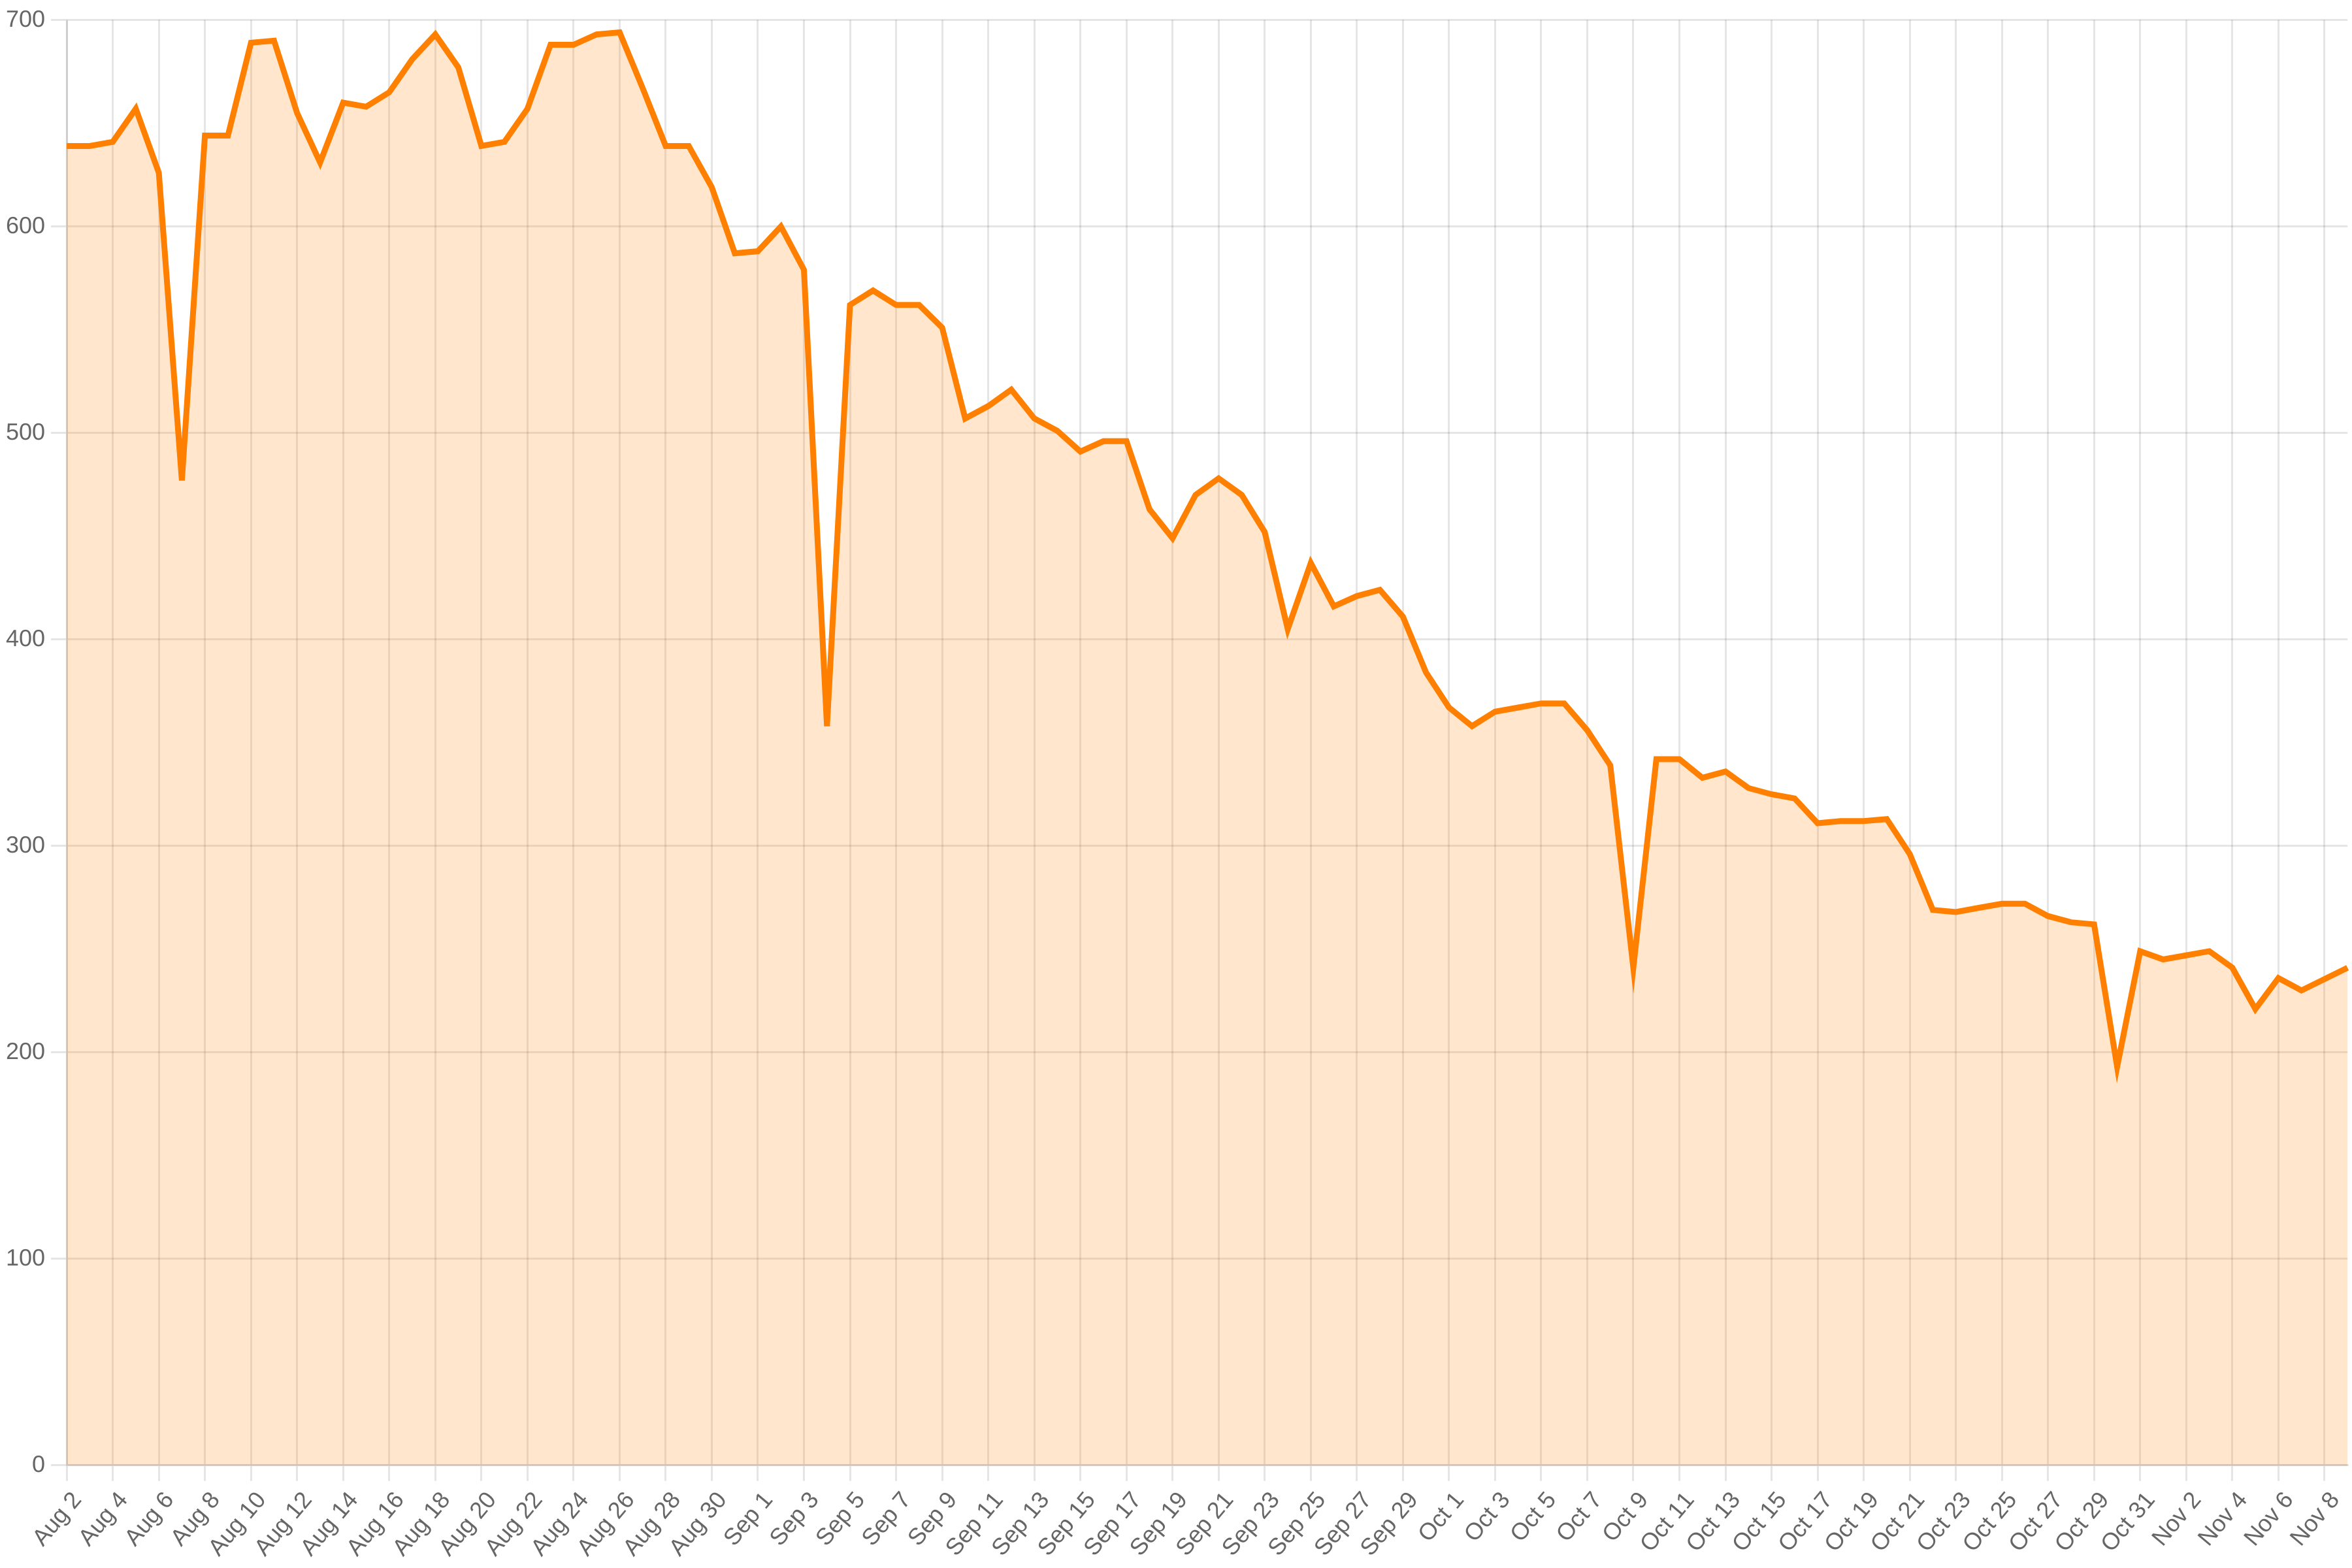 700
600
500
400
300
200
100
0
Aug 2
Aug 4
Aug 6
Aug 8
Aug 10
Aug 12
Aug 14
Aug 16
Aug 18
Aug 20
Aug 22
Aug 24
Aug 26
Aug 28
Aug 30
Sep 1
Sep 3
Sep 5
Sep 7
Sep 9
Sep 11
Sep 13
Sep 15
Sep 17
Sep 19
Sep 21
Sep 23
Sep 25
Sep 27
Sep 29
Oct 1
Oct 3
Oct 5
Oct 7
Oct 9
Oct 11
Oct 13
Oct 15
Oct 17
Oct 19
Oct 21
Oct 23
Oct 25
Oct 27
Oct 29
Oct 31
Nov 2
Nov 4
Nov 6
Nov 8